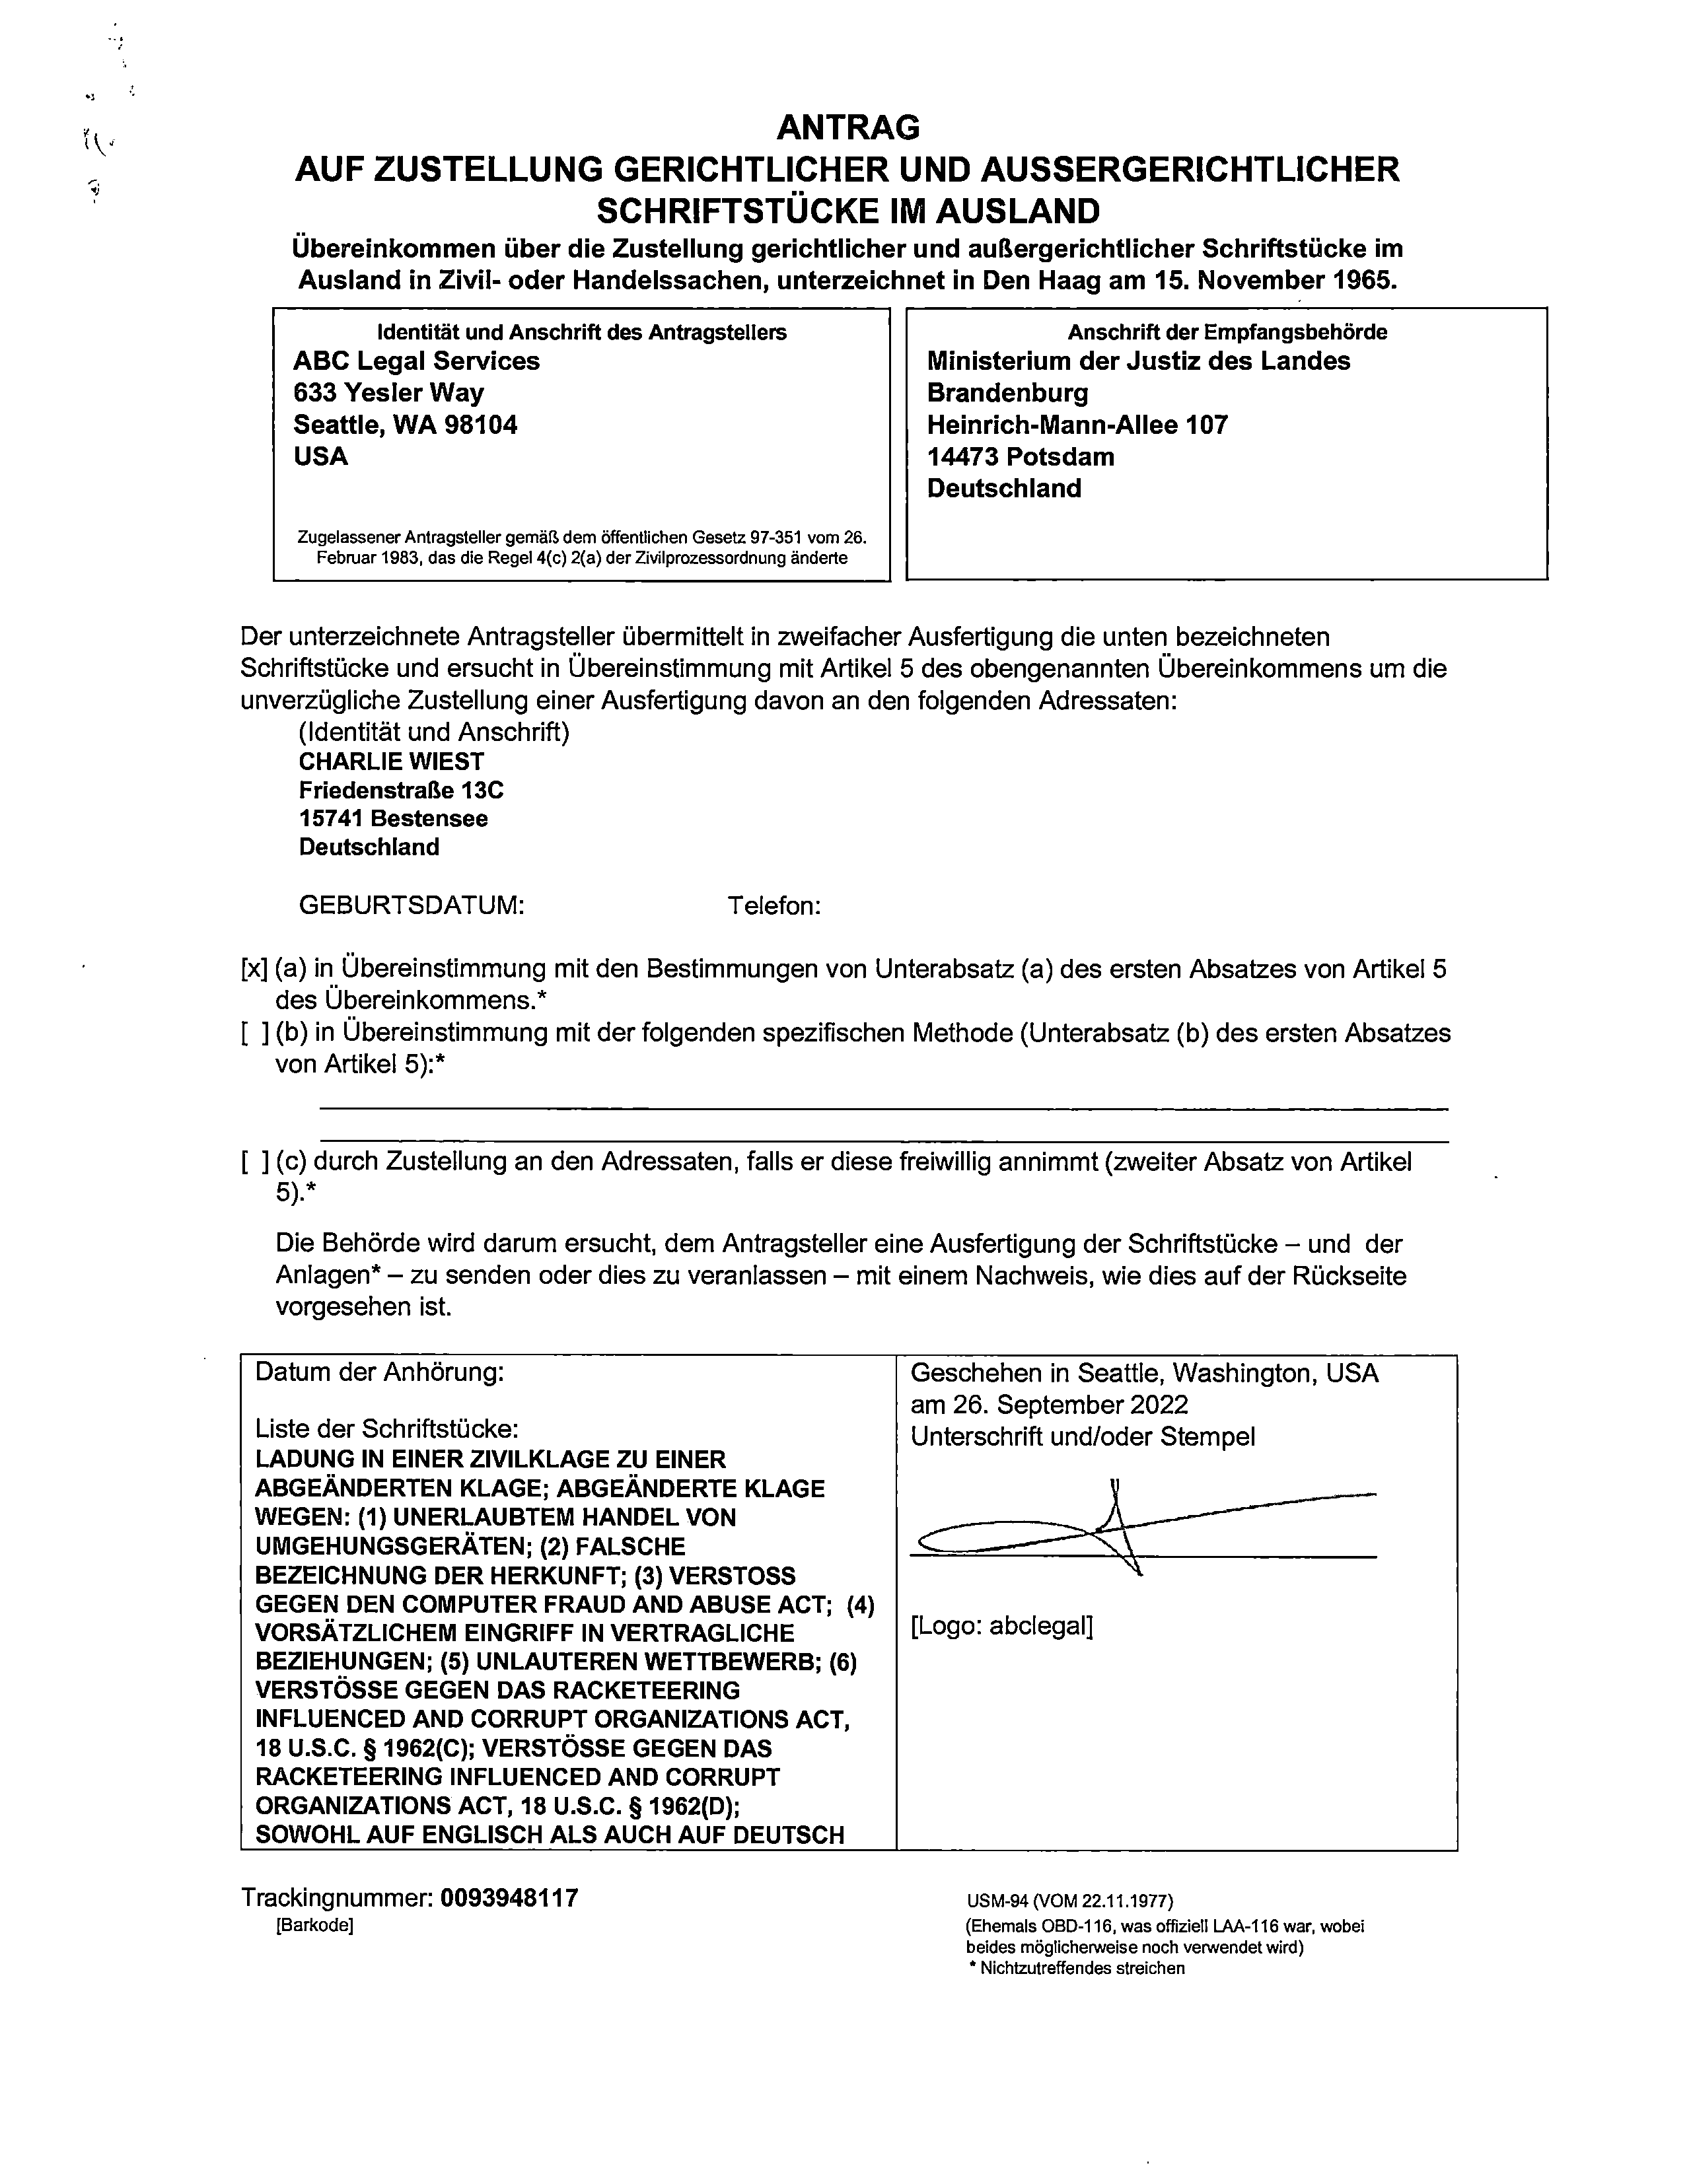 ANTRAG
AUF ZUSTELLUNG GERICHTLICHER UND AUSSERGERICHTLICHER
SCHRIFTSTÜCKE IM AUSLAND
Übereinkommen über die Zustellung gerichtlicher und außergerichtlicher Schriftstücke im
Ausland in Zivil- oder Handelssachen, unterzeichnet in Den Haag am 15. November 1965.
Identität und Anschrift des Antragstellers
ABC Legal Services
633 Yesler Way
Seattle, WA 98104
USA
Zugelassener Antragsteller gemäß dem öffentlichen Gesetz 97-351 vom 26.
Februar 1983, das die Regel 4(c) 2(a) der Zivilprozessordnung änderte
Anschrift der Empfangsbehörde
Ministerium der Justiz des Landes
Brandenburg
Heinrich-Mann-Allee 107
14473 Potsdam
Deutschland
Der unterzeichnete Antragsteller übermittelt in zweifacher Ausfertigung die unten bezeichneten
Schriftstücke und ersucht in Übereinstimmung mit Artikel 5 des obengenannten Übereinkommens um die
unverzügliche Zustellung einer Ausfertigung davon an den folgenden Adressaten:
(Identität und Anschrift)
CHARLIE WIEST
Friedenstraße 13C
15741 Bestensee
Deutschland
GEBURTSDATUM: Telefon:
[x] (a) in Übereinstimmung mit den Bestimmungen von Unterabsatz (a) des ersten Absatzes von Artikel 5
des Übereinkommens.*
[ ] (b) in Übereinstimmung mit der folgenden spezifischen Methode (Unterabsatz (b) des ersten Absatzes
von Artikel 5):*
[ ] (c) durch Zustellung an den Adressaten, falls er diese freiwillig annimmt (zweiter Absatz von Artikel
5).*
Die Behörde wird darum ersucht, dem Antragsteller eine Ausfertigung der Schriftstücke – und der
Anlagen* – zu senden oder dies zu veranlassen – mit einem Nachweis, wie dies auf der Rückseite
vorgesehen ist.
Datum der Anhörung:
Liste der Schriftstücke:
LADUNG IN EINER ZIVILKLAGE ZU EINER
ABGEÄNDERTEN KLAGE; ABGEÄNDERTE KLAGE
WEGEN: (1) UNERLAUBTEM HANDEL VON
UMGEHUNGSGERÄTEN; (2) FALSCHE
BEZEICHNUNG DER HERKUNFT; (3) VERSTOSS
GEGEN DEN COMPUTER FRAUD AND ABUSE ACT; (4)
VORSÄTZLICHEM EINGRIFF IN VERTRAGLICHE
BEZIEHUNGEN; (5) UNLAUTEREN WETTBEWERB; (6)
VERSTÖSSE GEGEN DAS RACKETEERING
INFLUENCED AND CORRUPT ORGANIZATIONS ACT,
18 U.S.C. § 1962(C); VERSTÖSSE GEGEN DAS
RACKETEERING INFLUENCED AND CORRUPT
ORGANIZATIONS ACT, 18 U.S.C. § 1962(D);
SOWOHL AUF ENGLISCH ALS AUCH AUF DEUTSCH
Geschehen in Seattle, Washington, USA
am 26. September 2022
Unterschrift und/oder Stempel
[Logo: abclegal]
Trackingnummer: 0093948117
[Barkode]
USM-94 (VOM 22.11.1977)
(Ehemals OBD-116, was offiziell LAA-116 war, wobei
beides möglicherweise noch verwendet wird)
* Nichtzutreffendes streichen